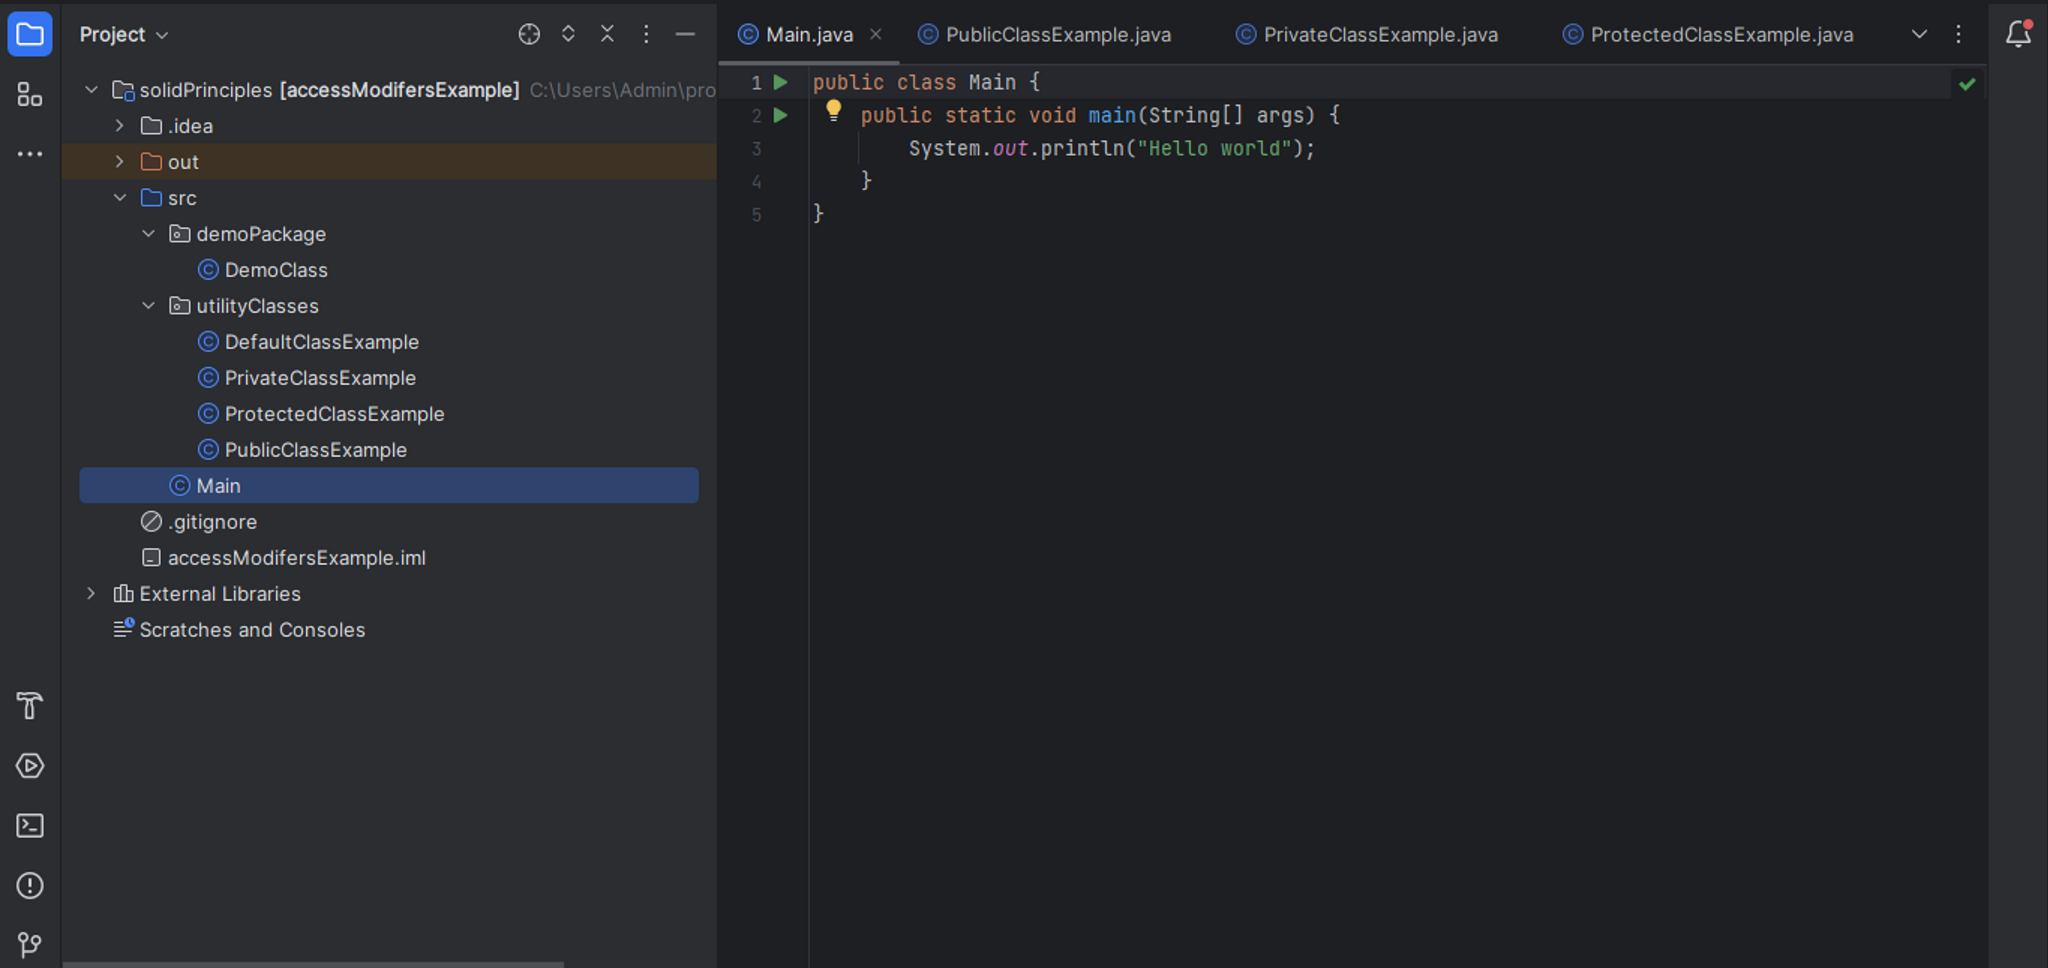 Project
Main.java
PublicClassExample.java
PrivateClassExample.java
ProtectedClassExample.java
solidPrinciples [accessModifersExample] C:\Users\Admin\pro
.idea
out
src
demoPackage
DemoClass
utilityClasses
DefaultClassExample
PrivateClassExample
ProtectedClassExample
PublicClassExample
Main
.gitignore
accessModifersExample.iml
External Libraries
Scratches and Consoles
1 public class Main {
2 public static void main(String[] args) {
3 System.out.println("Hello world");
4 }
5 }